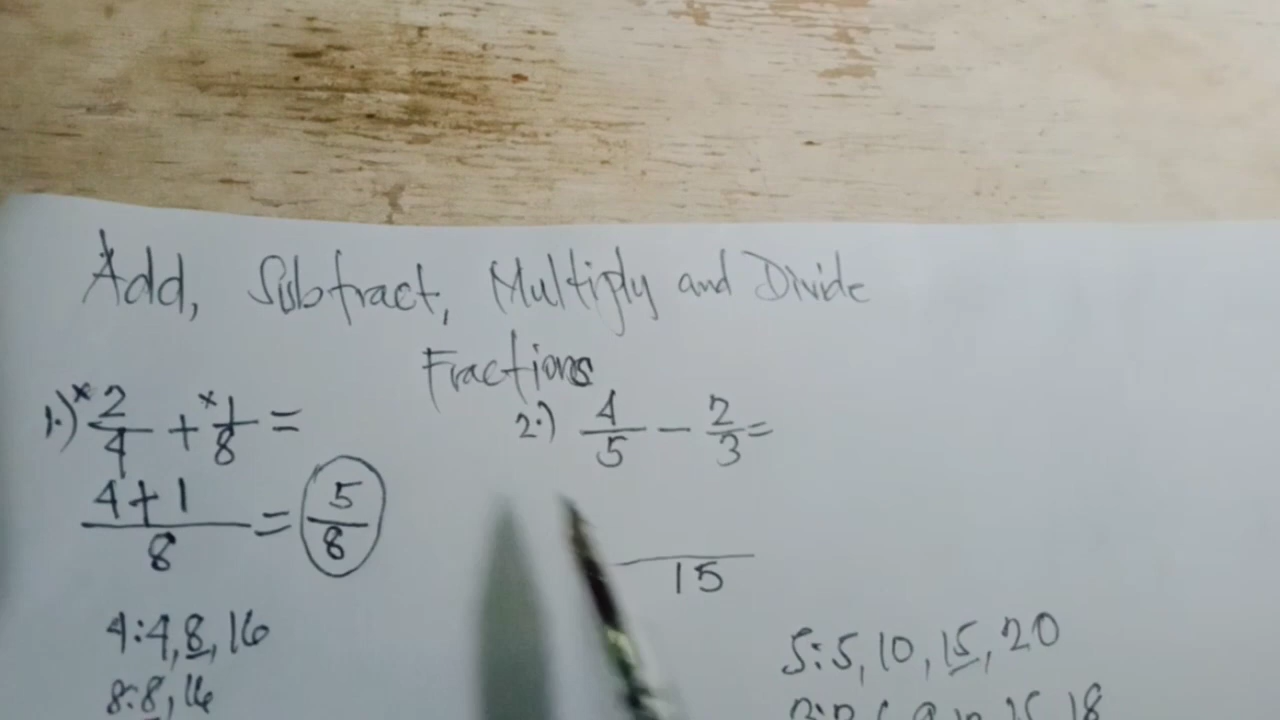 Add, Subtract, Multiply and Divide
Fractions
1.) × 2/4 + × 1/8 =
4+1/8 = 5/8
4:4,8,16
8:8,16
2.) 4/5 - 2/3 =
15
5:5,10,15,20